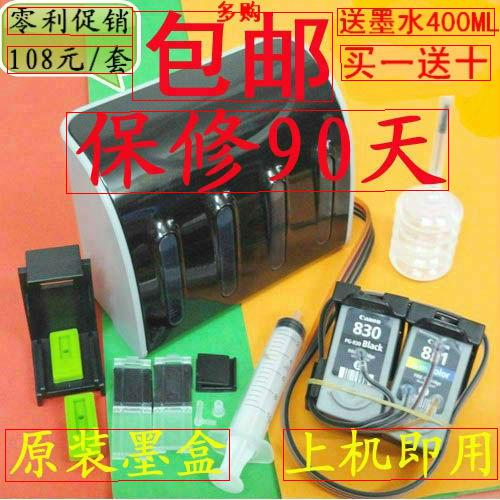 零利促销
108元/套
多购
包邮
送墨水400ML
买一送十
保修90天
Canon
830
PG-830 Black
Canon
831
原装墨盒
上机即用